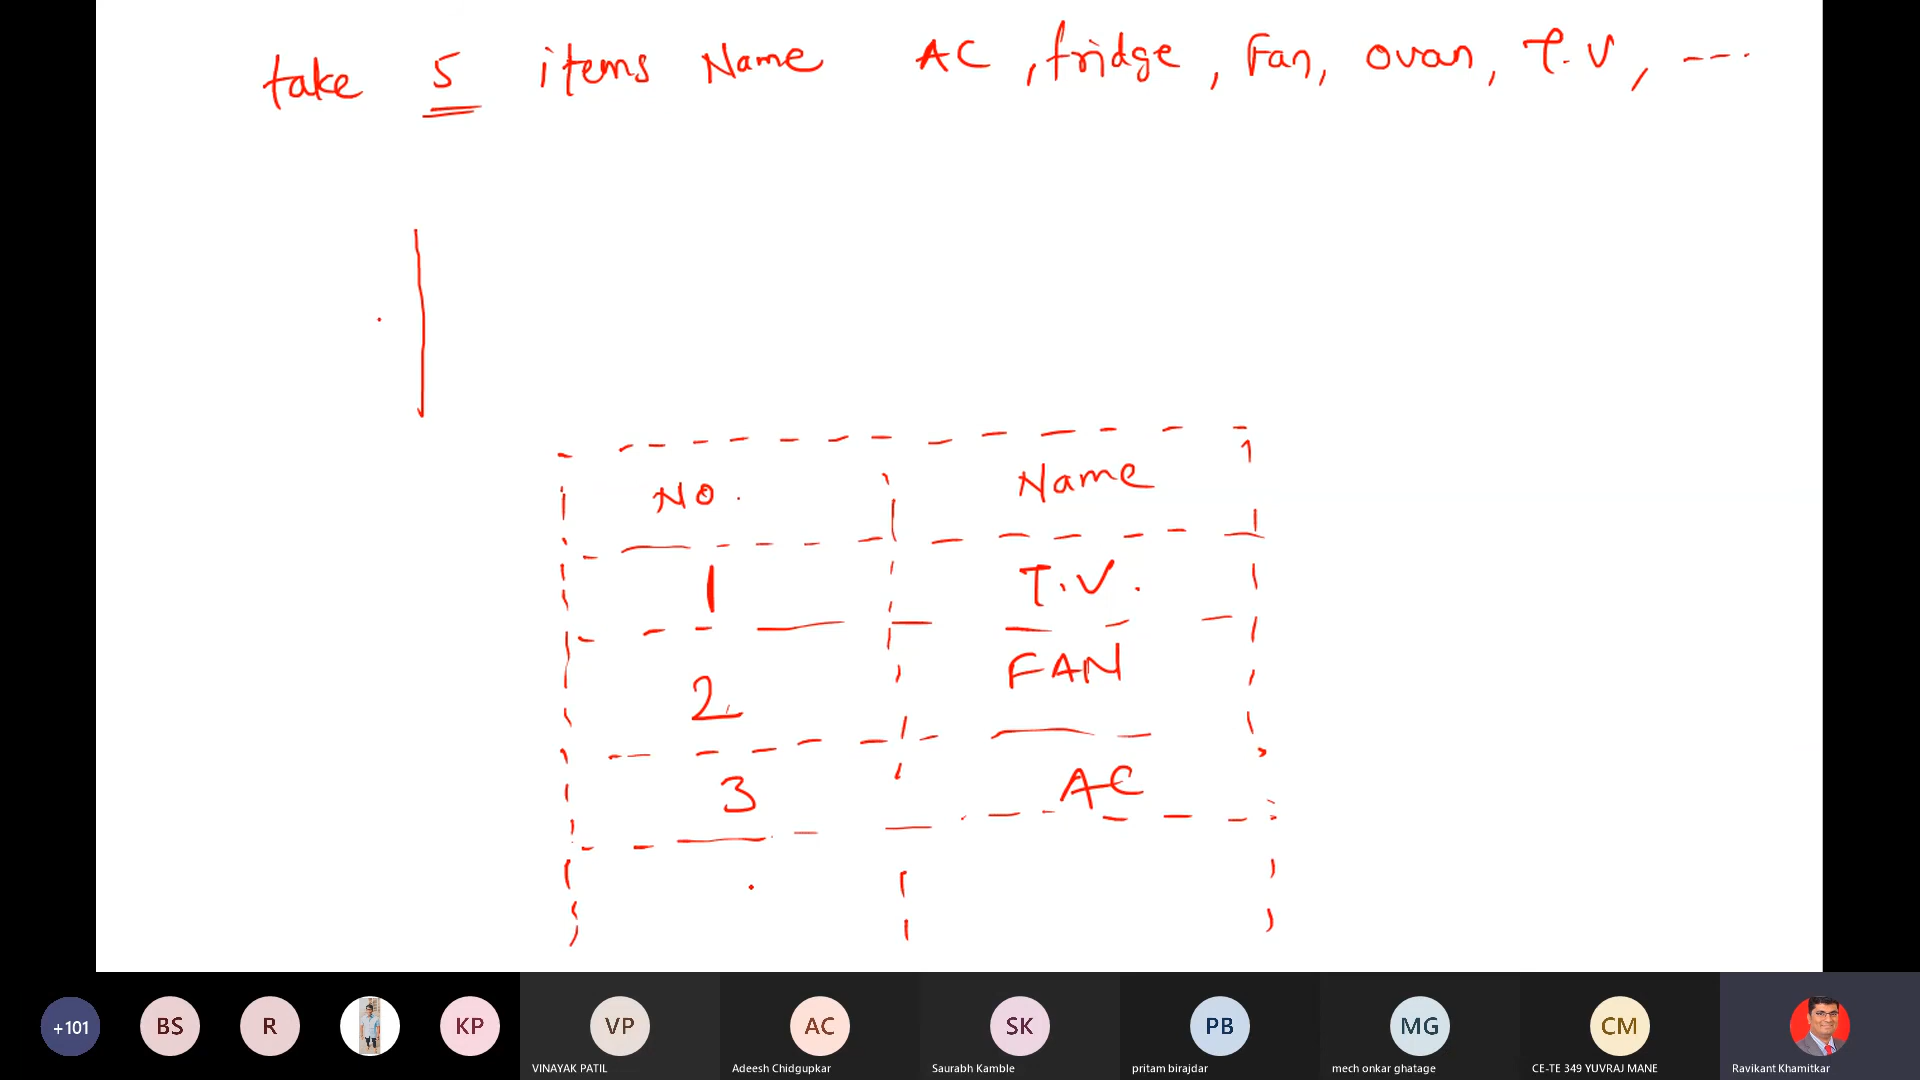 take 5 items Name AC, fridge, Fan, ovan, T.V, ---
No. Name
1 T.V.
2 FAN
3 AC
+101 BS R KP VP AC SK PB MG CM
VINAYAK PATIL Adeesh Chidgupkar Saurabh Kamble pritam birajdar mech onkar ghatage CE-TE 349 YUVRAJ MANE Ravikant Khamitkar